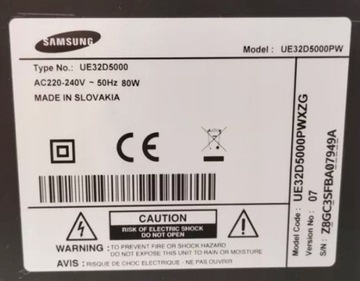 SAMSUNG
Model : UE32D5000PW
Type No.: UE32D5000
AC220-240V ~ 50Hz 80W
MADE IN SLOVAKIA
CE
CAUTION
RISK OF ELECTRIC SHOCK
DO NOT OPEN
WARNING : TO PREVENT FIRE OR SHOCK HAZARD
DO NOT EXPOSE THIS UNIT TO RAIN OR MOISTURE
AVIS : RISQUE DE CHOC ELECTRIQUE - NE PAS OUVRIR
Model Code : UE32D5000PWXZG
Version No : 07
S/N : Z8GC3SFBA07949A